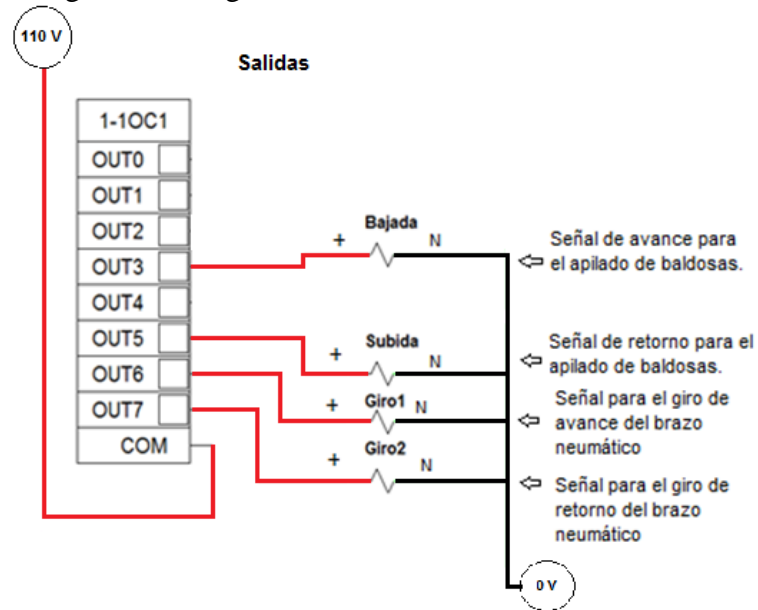 110 V
Salidas
1-1OC1
OUT0
OUT1
OUT2
OUT3
OUT4
OUT5
OUT6
OUT7
COM
+ Bajada N
Señal de avance para
el apilado de baldosas.
+ Subida N
Señal de retorno para el
apilado de baldosas.
+ Giro1 N
Señal para el giro de
avance del brazo
neumático
+ Giro2 N
Señal para el giro de
retorno del brazo
neumático
0 V